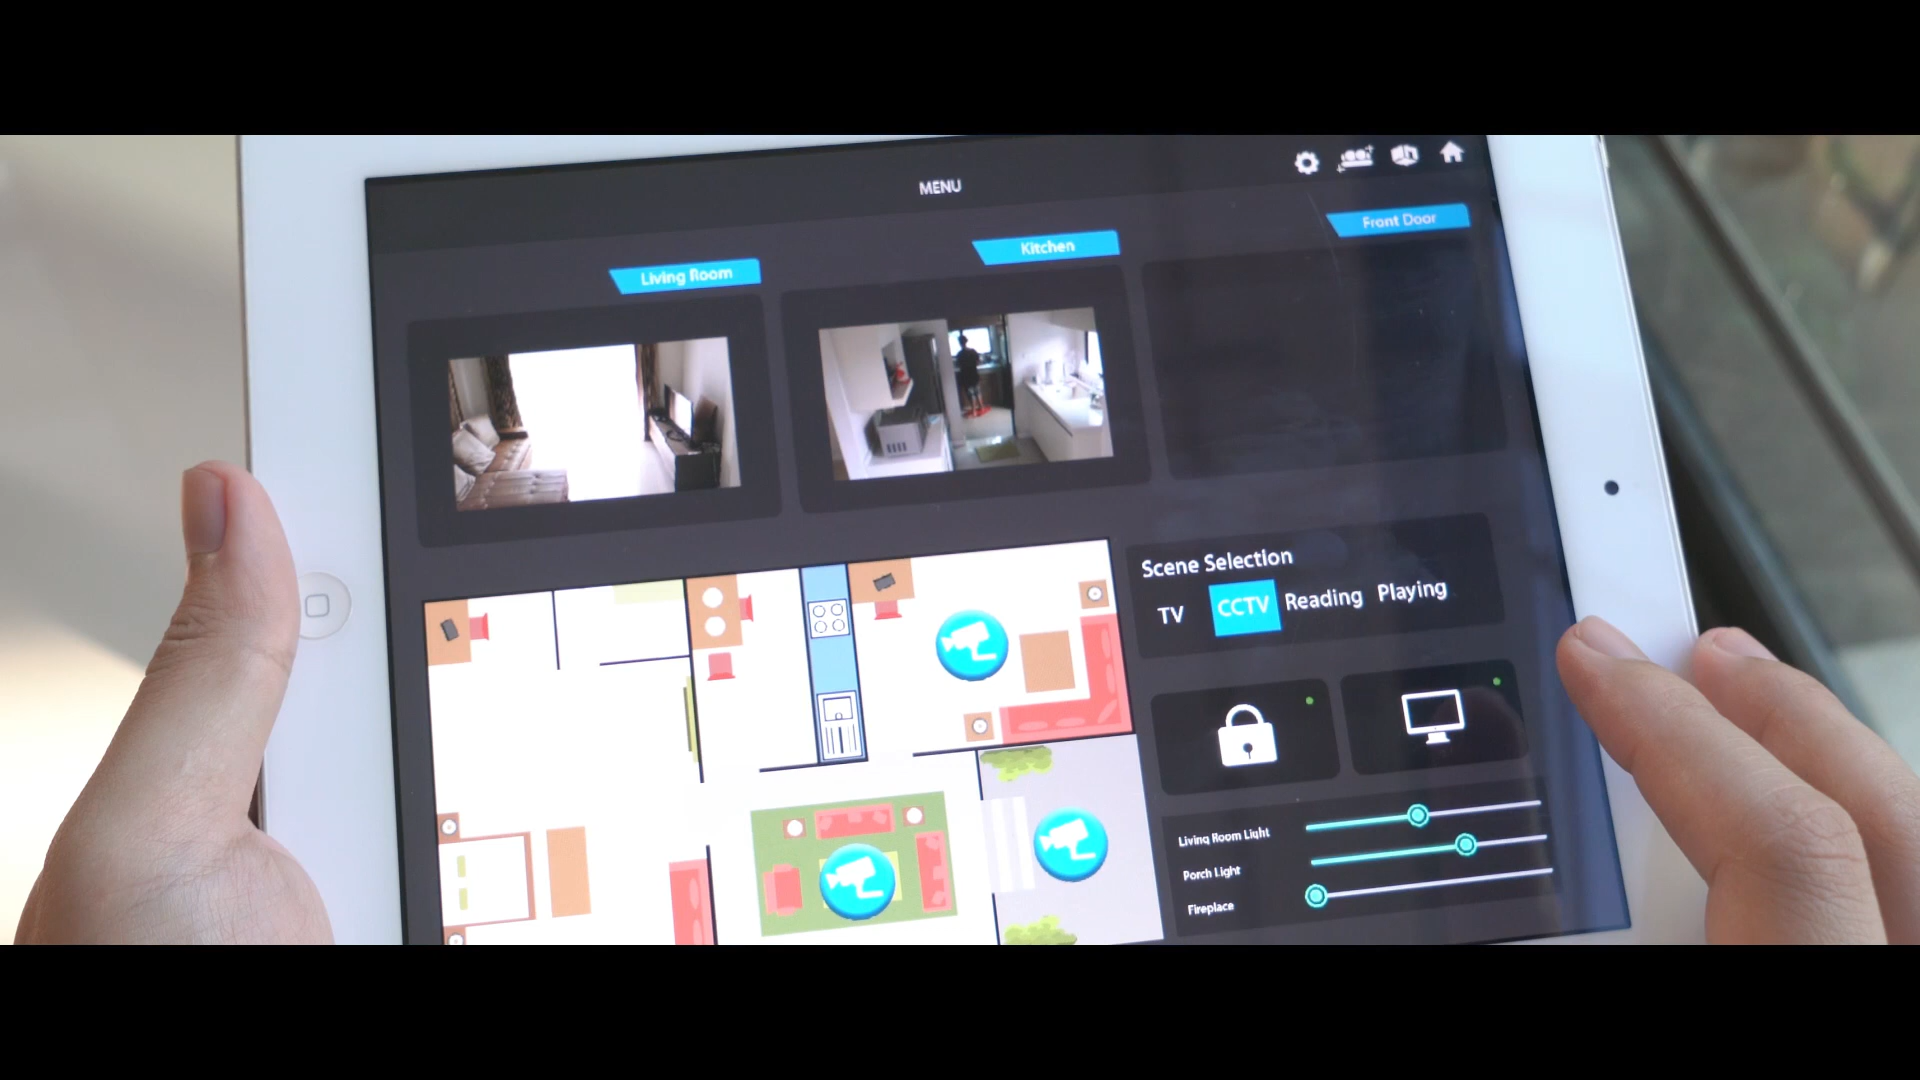 MENU
Living Room
Kitchen
Front Door
Scene Selection
TV CCTV Reading Playing
Living Room Light
Porch Light
Fireplace